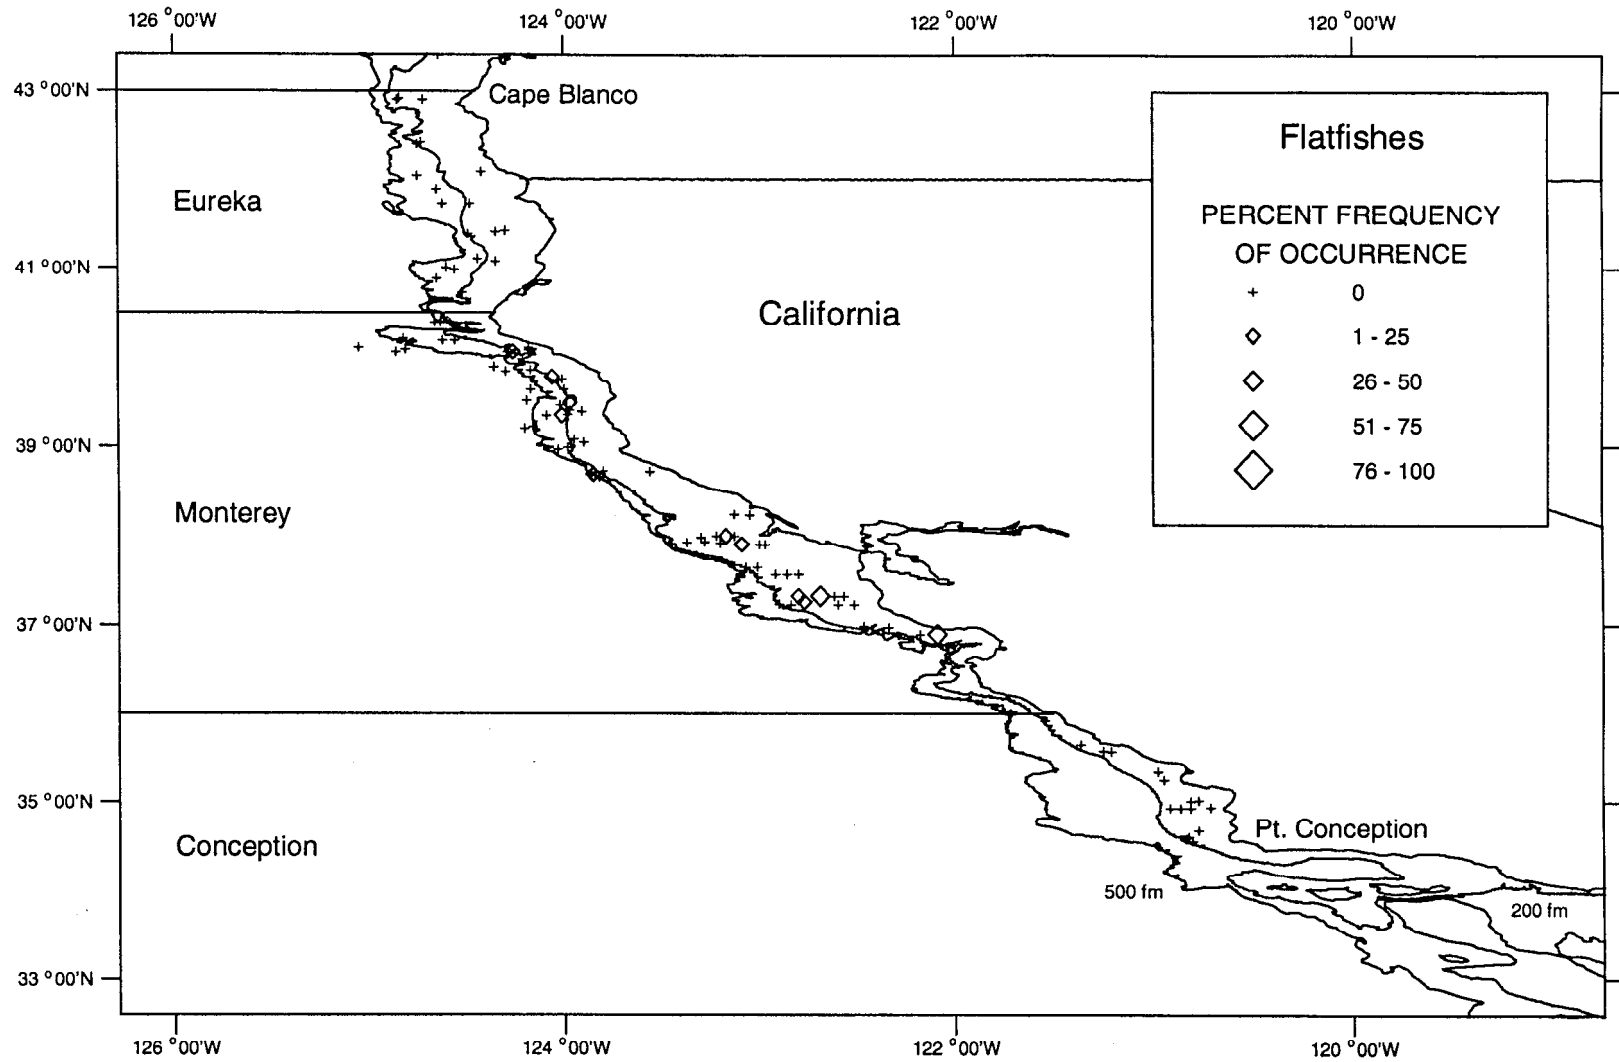 126 °00'W
124 °00'W
122 °00'W
120 °00'W
43 °00'N
Cape Blanco
Flatfishes
Eureka
PERCENT FREQUENCY
OF OCCURRENCE
41 °00'N
0
California
1 - 25
26 - 50
51 - 75
39 °00'N
76 - 100
Monterey
37 °00'N
35 °00'N
Pt. Conception
Conception
500 fm
200 fm
33 °00'N
126 °00'W
124 °00'W
122 °00'W
120 °00'W